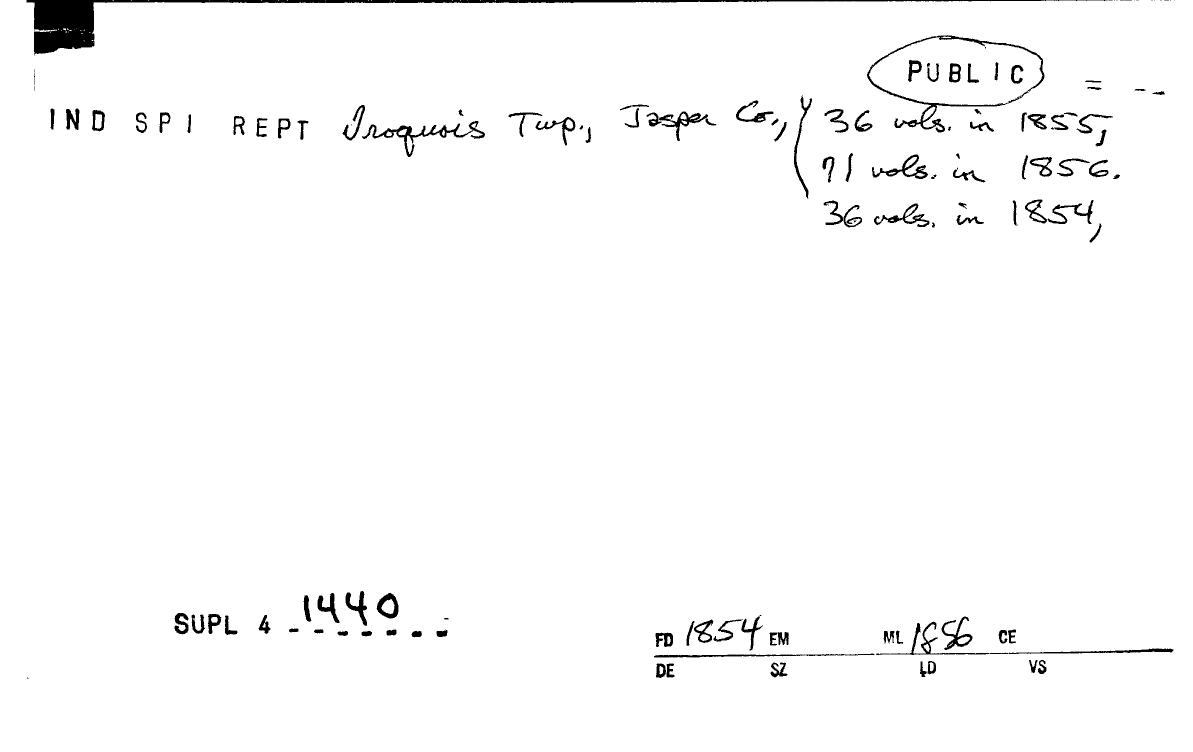 PUBLIC = --
IND SPI REPT Iroquois Twp., Jasper Co., 36 vols. in 1855,
71 vols. in 1856.
36 vols. in 1854,
SUPL 4 1440
FD 1854 EM ML 1856 CE
DE SZ LD VS